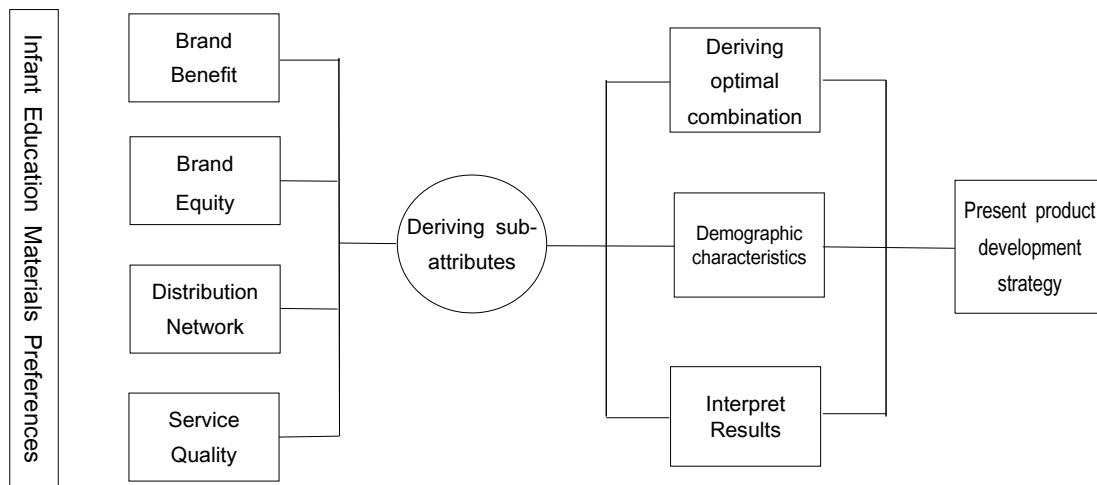 Infant Education Materials Preferences
Brand
Benefit
Brand
Equity
Distribution
Network
Service
Quality
Deriving sub-
attributes
Deriving
optimal
combination
Demographic
characteristics
Interpret
Results
Present product
development
strategy